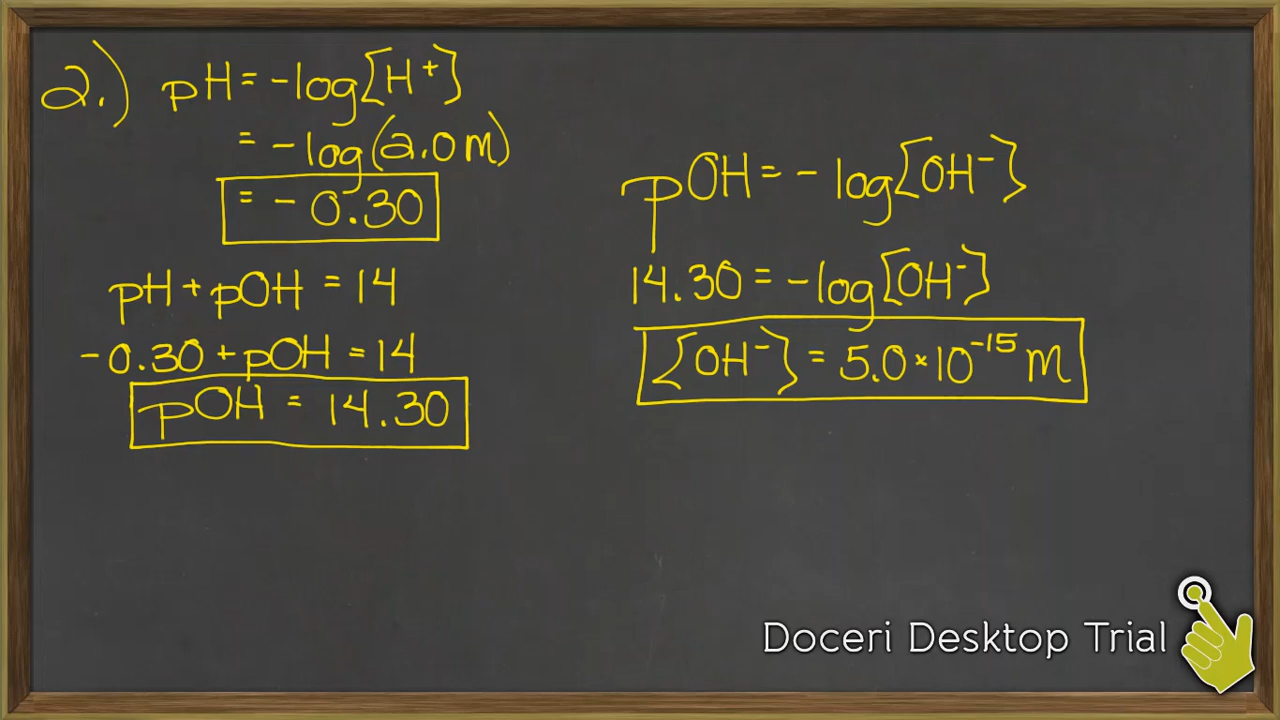 2.) pH = -log[H⁺]
= -log(2.0 M)
= -0.30
pH + pOH = 14
-0.30 + pOH = 14
pOH = 14.30
pOH = -log[OH⁻]
14.30 = -log[OH⁻]
[OH⁻] = 5.0 × 10⁻¹⁵ M
Doceri Desktop Trial